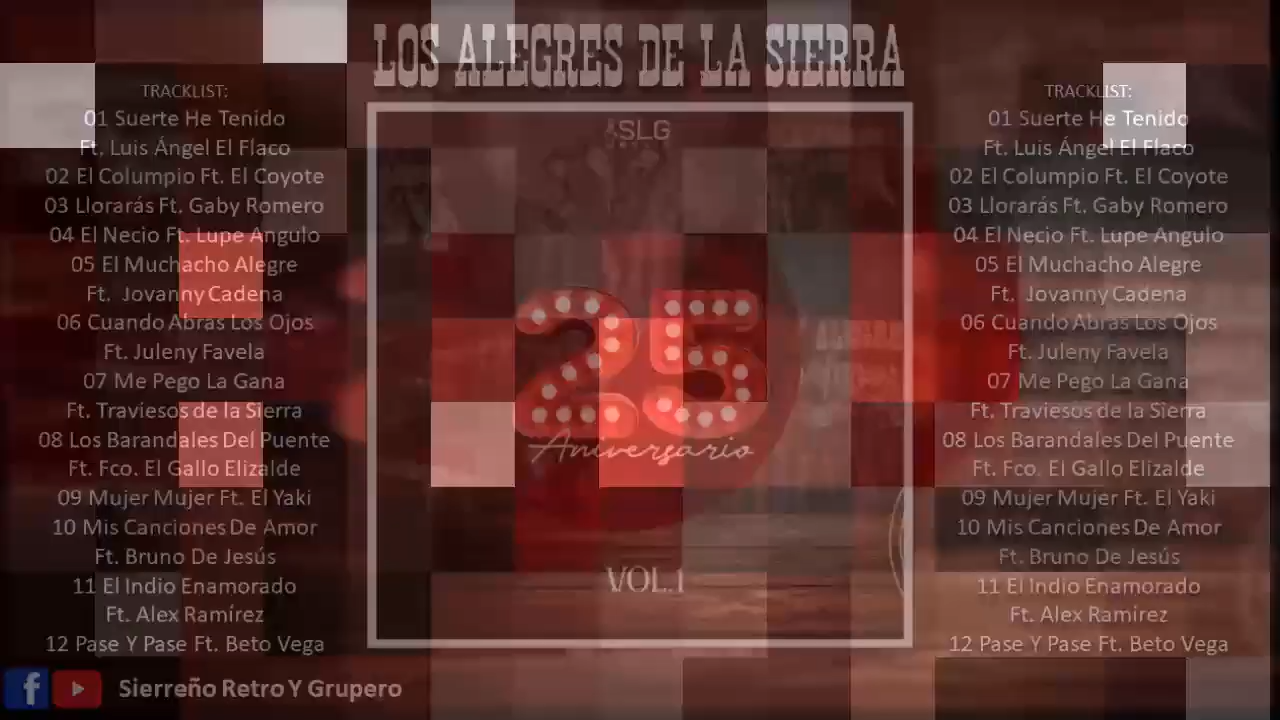 LOS ALEGRES DE LA SIERRA
TRACKLIST:
01 Suerte He Tenido
Ft. Luis Ángel El Flaco
02 El Columpio Ft. El Coyote
03 Llorarás Ft. Gaby Romero
04 El Necio Ft. Lupe Angulo
05 El Muchacho Alegre
Ft. Jovanny Cadena
06 Cuando Abras Los Ojos
Ft. Juleny Favela
07 Me Pego La Gana
Ft. Traviesos de la Sierra
08 Los Barandales Del Puente
Ft. Fco. El Gallo Elizalde
09 Mujer Mujer Ft. El Yaki
10 Mis Canciones De Amor
Ft. Bruno De Jesús
11 El Indio Enamorado
Ft. Alex Ramírez
12 Pase Y Pase Ft. Beto Vega
SLG
25
Aniversario
VOL.1
TRACKLIST:
01 Suerte He Tenido
Ft. Luis Ángel El Flaco
02 El Columpio Ft. El Coyote
03 Llorarás Ft. Gaby Romero
04 El Necio Ft. Lupe Angulo
05 El Muchacho Alegre
Ft. Jovanny Cadena
06 Cuando Abras Los Ojos
Ft. Juleny Favela
07 Me Pego La Gana
Ft. Traviesos de la Sierra
08 Los Barandales Del Puente
Ft. Fco. El Gallo Elizalde
09 Mujer Mujer Ft. El Yaki
10 Mis Canciones De Amor
Ft. Bruno De Jesús
11 El Indio Enamorado
Ft. Alex Ramírez
12 Pase Y Pase Ft. Beto Vega
f
Sierreño Retro Y Grupero